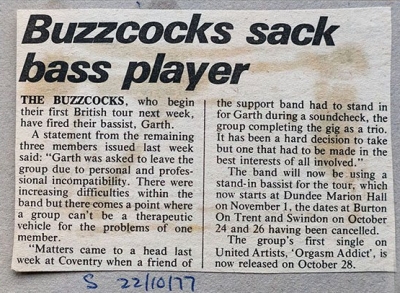 Buzzcocks sack
bass player
THE BUZZCOCKS, who begin
their first British tour next week,
have fired their bassist, Garth.
A statement from the remaining
three members issued last week
said: "Garth was asked to leave the
group due to personal and profes-
sional incompatibility. There were
increasing difficulties within the
band but there comes a point where
a group can't be a therapeutic
vehicle for the problems of one
member.
"Matters came to a head last
week at Coventry when a friend of
the support band had to stand in
for Garth during a soundcheck, the
group completing the gig as a trio.
It has been a hard decision to take
but one that had to be made in the
best interests of all involved."
The band will now be using a
stand-in bassist for the tour, which
now starts at Dundee Marion Hall
on November 1, the dates at Burton
On Trent and Swindon on October
24 and 26 having been cancelled.
The group's first single on
United Artists, 'Orgasm Addict', is
now released on October 28.
S 22/10/77